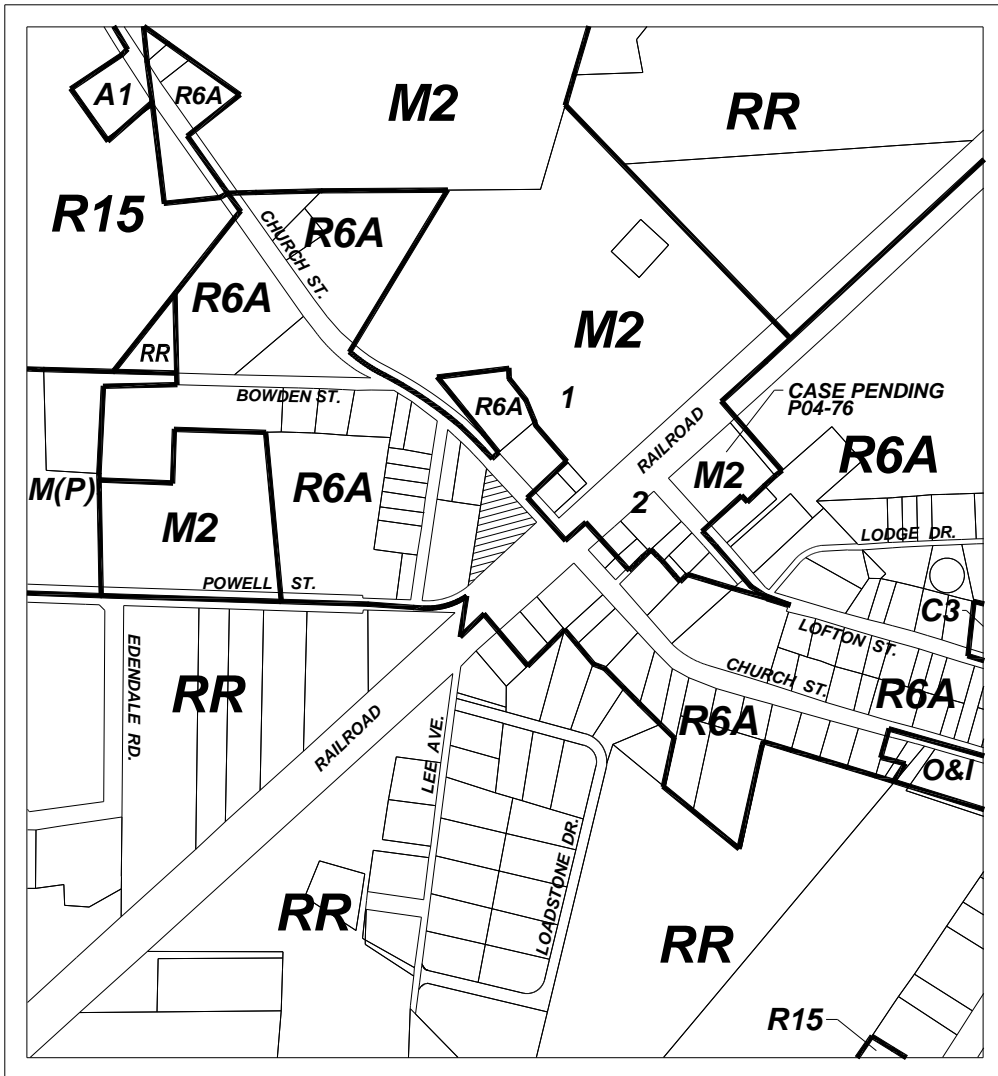 A1
R6A
M2
RR
R15
CHURCH ST.
R6A
R6A
M2
RR
BOWDEN ST.
R6A
1
CASE PENDING
P04-76
RAILROAD
M(P)
M2
R6A
2
M2
R6A
LODGE DR.
POWELL ST.
C3
EDENDALE RD.
RR
RAILROAD
LEE AVE.
LOFTON ST.
CHURCH ST.
R6A
R6A
O&I
LOADSTONE DR.
RR
RR
R15